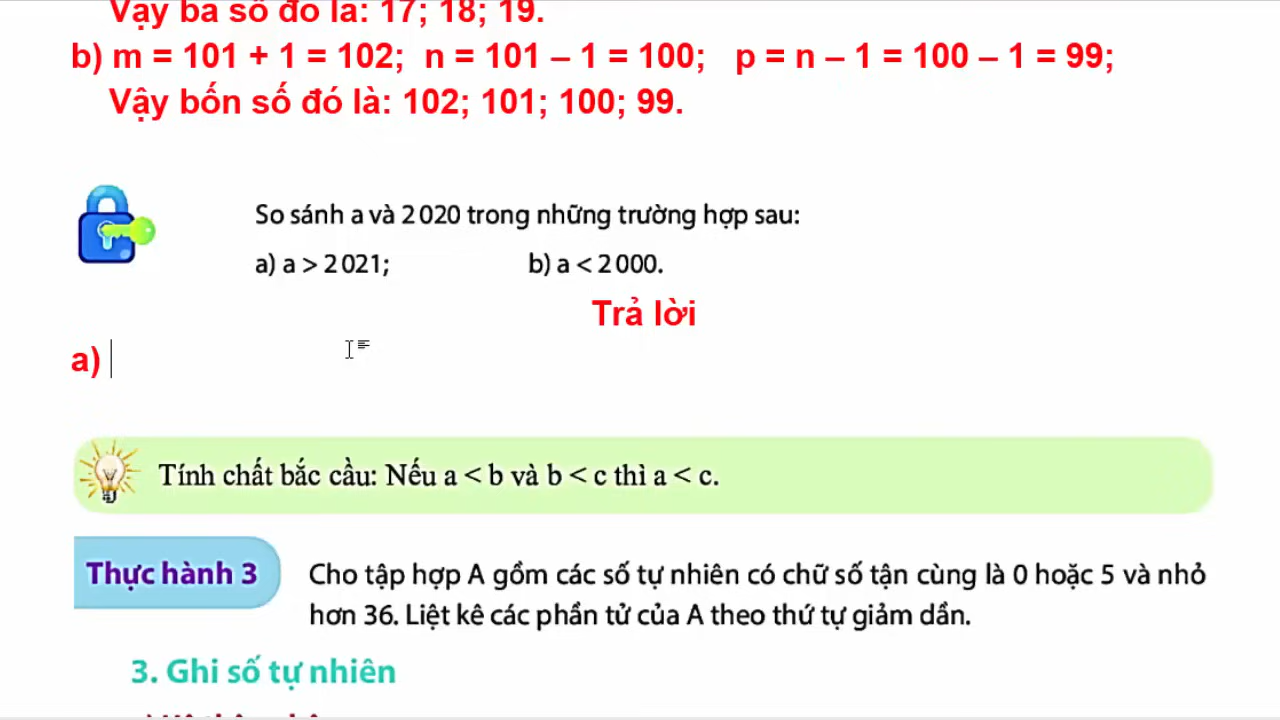 Vậy ba số đó là: 17; 18; 19.
b) m = 101 + 1 = 102; n = 101 – 1 = 100; p = n – 1 = 100 – 1 = 99;
Vậy bốn số đó là: 102; 101; 100; 99.
So sánh a và 2 020 trong những trường hợp sau:
a) a > 2 021; b) a < 2 000.
Trả lời
a)
Tính chất bắc cầu: Nếu a < b và b < c thì a < c.
Thực hành 3 Cho tập hợp A gồm các số tự nhiên có chữ số tận cùng là 0 hoặc 5 và nhỏ
hơn 36. Liệt kê các phần tử của A theo thứ tự giảm dần.
3. Ghi số tự nhiên